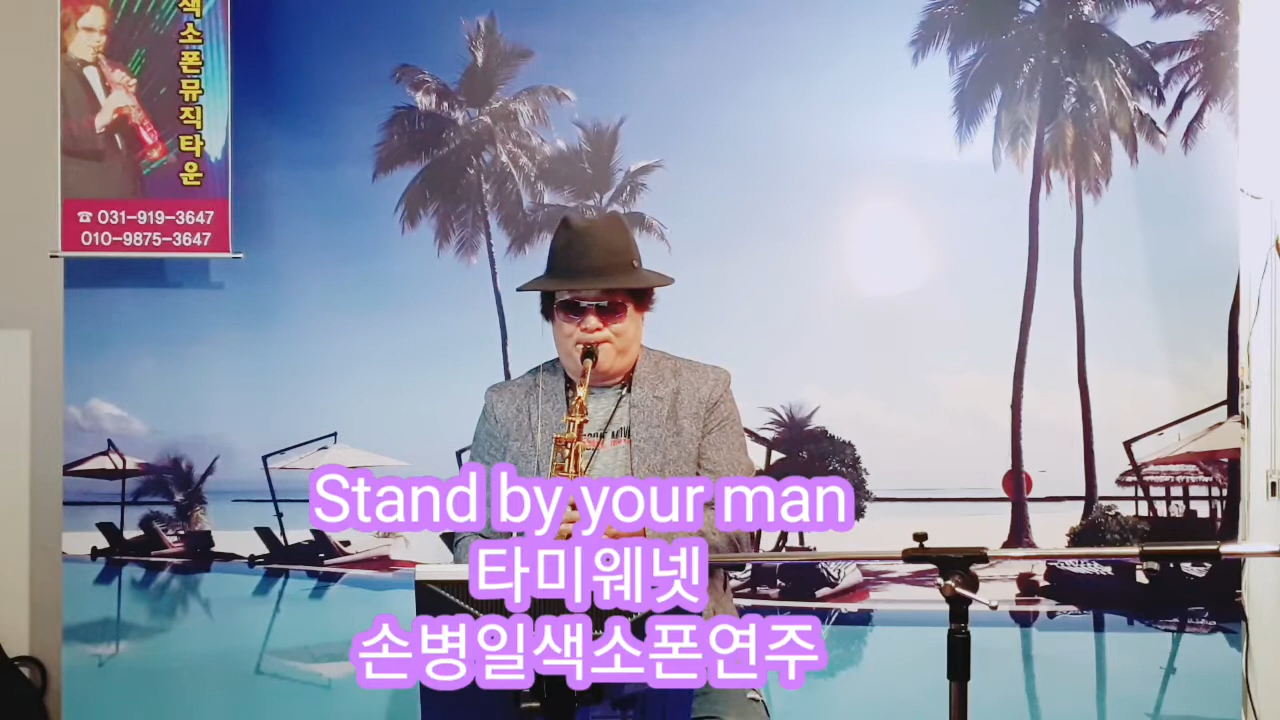 색소폰뮤직타운
☎ 031-919-3647
010-9875-3647
Stand by your man
타미웨넷
손병일색소폰연주